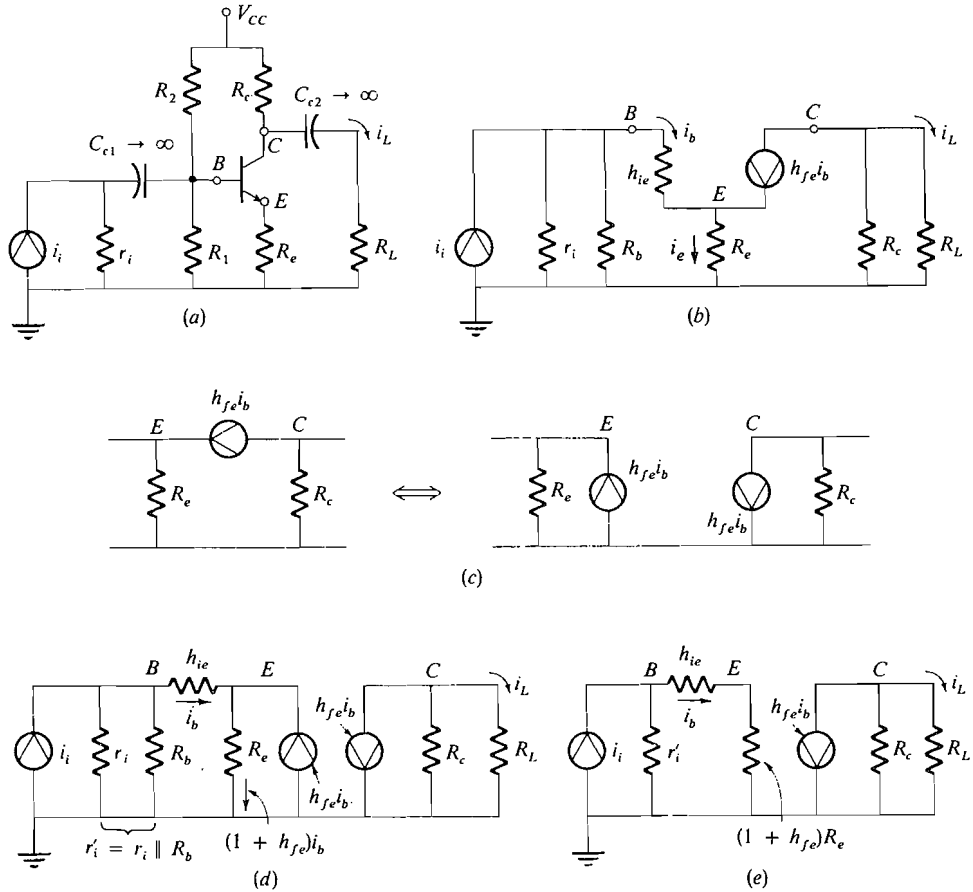 V_CC
R_2
R_c
C_c2 → ∞
C_c1 → ∞
i_L
C
B
E
i_i
r_i
R_1
R_e
R_L
(a)
B
i_b
C
i_L
h_ie
h_fe i_b
E
i_i
r_i
R_b
i_e
R_e
R_c
R_L
(b)
h_fe i_b
E
C
R_e
R_c
E
C
h_fe i_b
R_e
h_fe i_b
R_c
(c)
h_ie
B
E
C
i_L
i_b
h_fe i_b
i_i
r_i
R_b
R_e
R_c
R_L
h_fe i_b
r'_i = r_i ∥ R_b
(1 + h_fe)i_b
(d)
h_ie
B
E
C
i_L
i_b
h_fe i_b
i_i
r'_i
R_c
R_L
(1 + h_fe)R_e
(e)